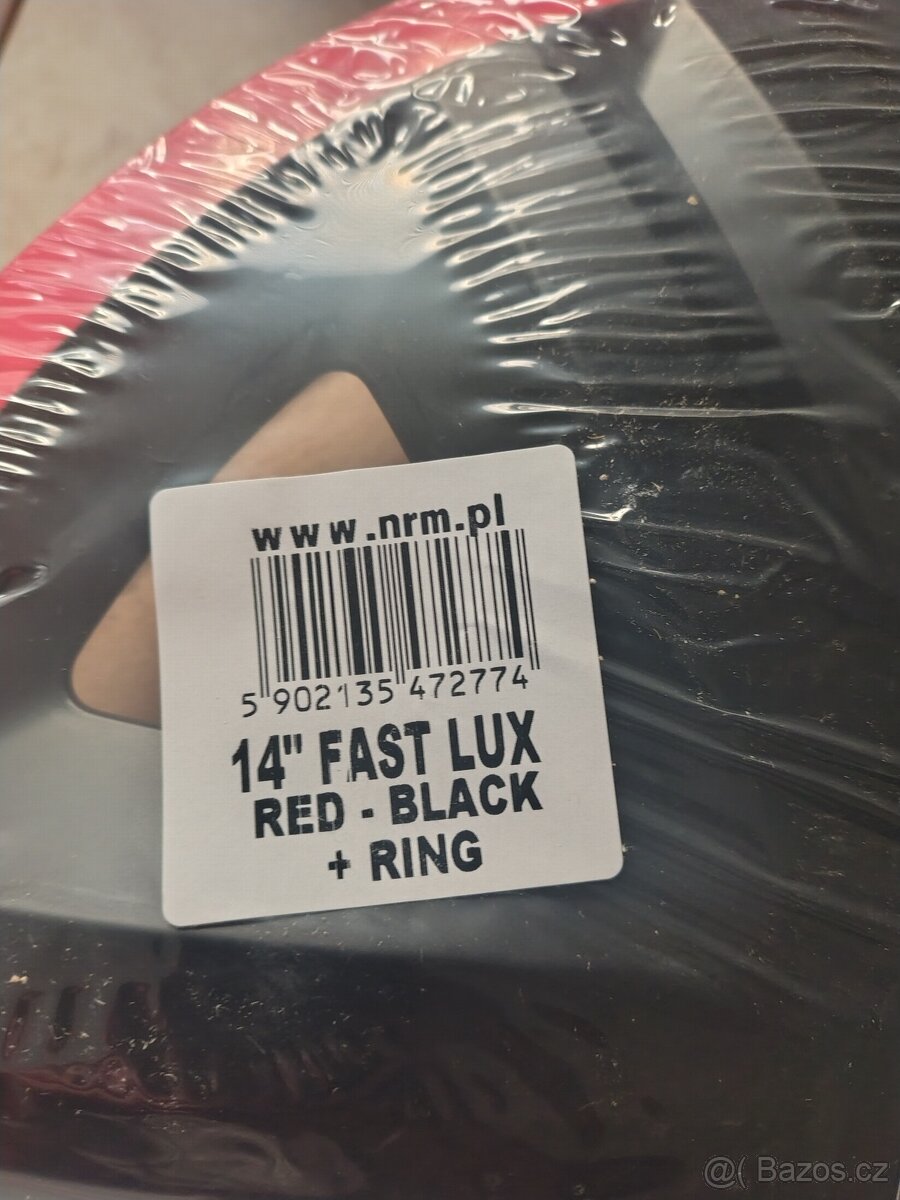 www.nrm.pl
5 902135 472774
14" FAST LUX
RED - BLACK
+ RING
@( Bazos.cz